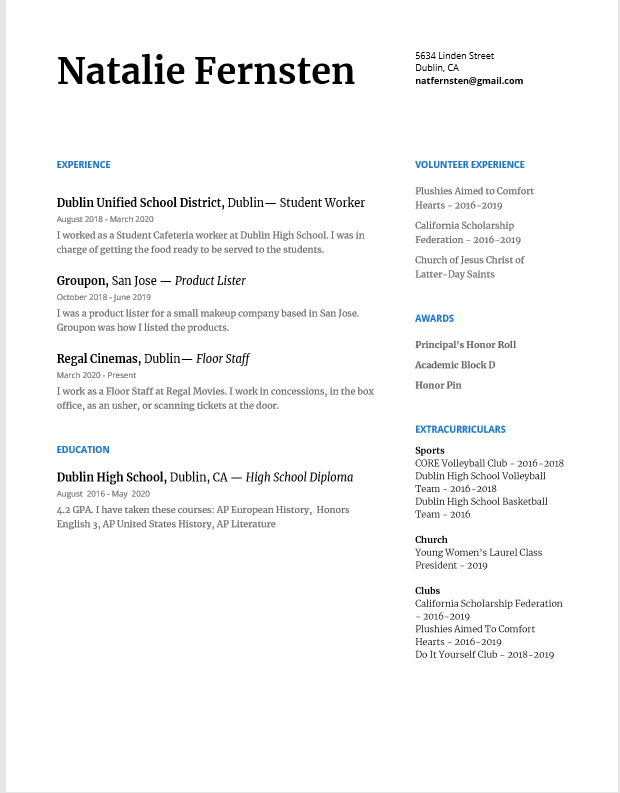 Natalie Fernsten
5634 Linden Street
Dublin, CA
natfernsten@gmail.com
EXPERIENCE
Dublin Unified School District, Dublin— Student Worker
August 2018 - March 2020
I worked as a Student Cafeteria worker at Dublin High School. I was in
charge of getting the food ready to be served to the students.
Groupon, San Jose — Product Lister
October 2018 - June 2019
I was a product lister for a small makeup company based in San Jose.
Groupon was how I listed the products.
Regal Cinemas, Dublin— Floor Staff
March 2020 - Present
I work as a Floor Staff at Regal Movies. I work in concessions, in the box
office, as an usher, or scanning tickets at the door.
EDUCATION
Dublin High School, Dublin, CA — High School Diploma
August 2016 - May 2020
4.2 GPA. I have taken these courses: AP European History, Honors
English 3, AP United States History, AP Literature
VOLUNTEER EXPERIENCE
Plushies Aimed to Comfort
Hearts - 2016-2019
California Scholarship
Federation - 2016-2019
Church of Jesus Christ of
Latter-Day Saints
AWARDS
Principal's Honor Roll
Academic Block D
Honor Pin
EXTRACURRICULARS
Sports
CORE Volleyball Club - 2016-2018
Dublin High School Volleyball
Team - 2016-2018
Dublin High School Basketball
Team - 2016
Church
Young Women's Laurel Class
President - 2019
Clubs
California Scholarship Federation
- 2016-2019
Plushies Aimed To Comfort
Hearts - 2016-2019
Do It Yourself Club - 2018-2019